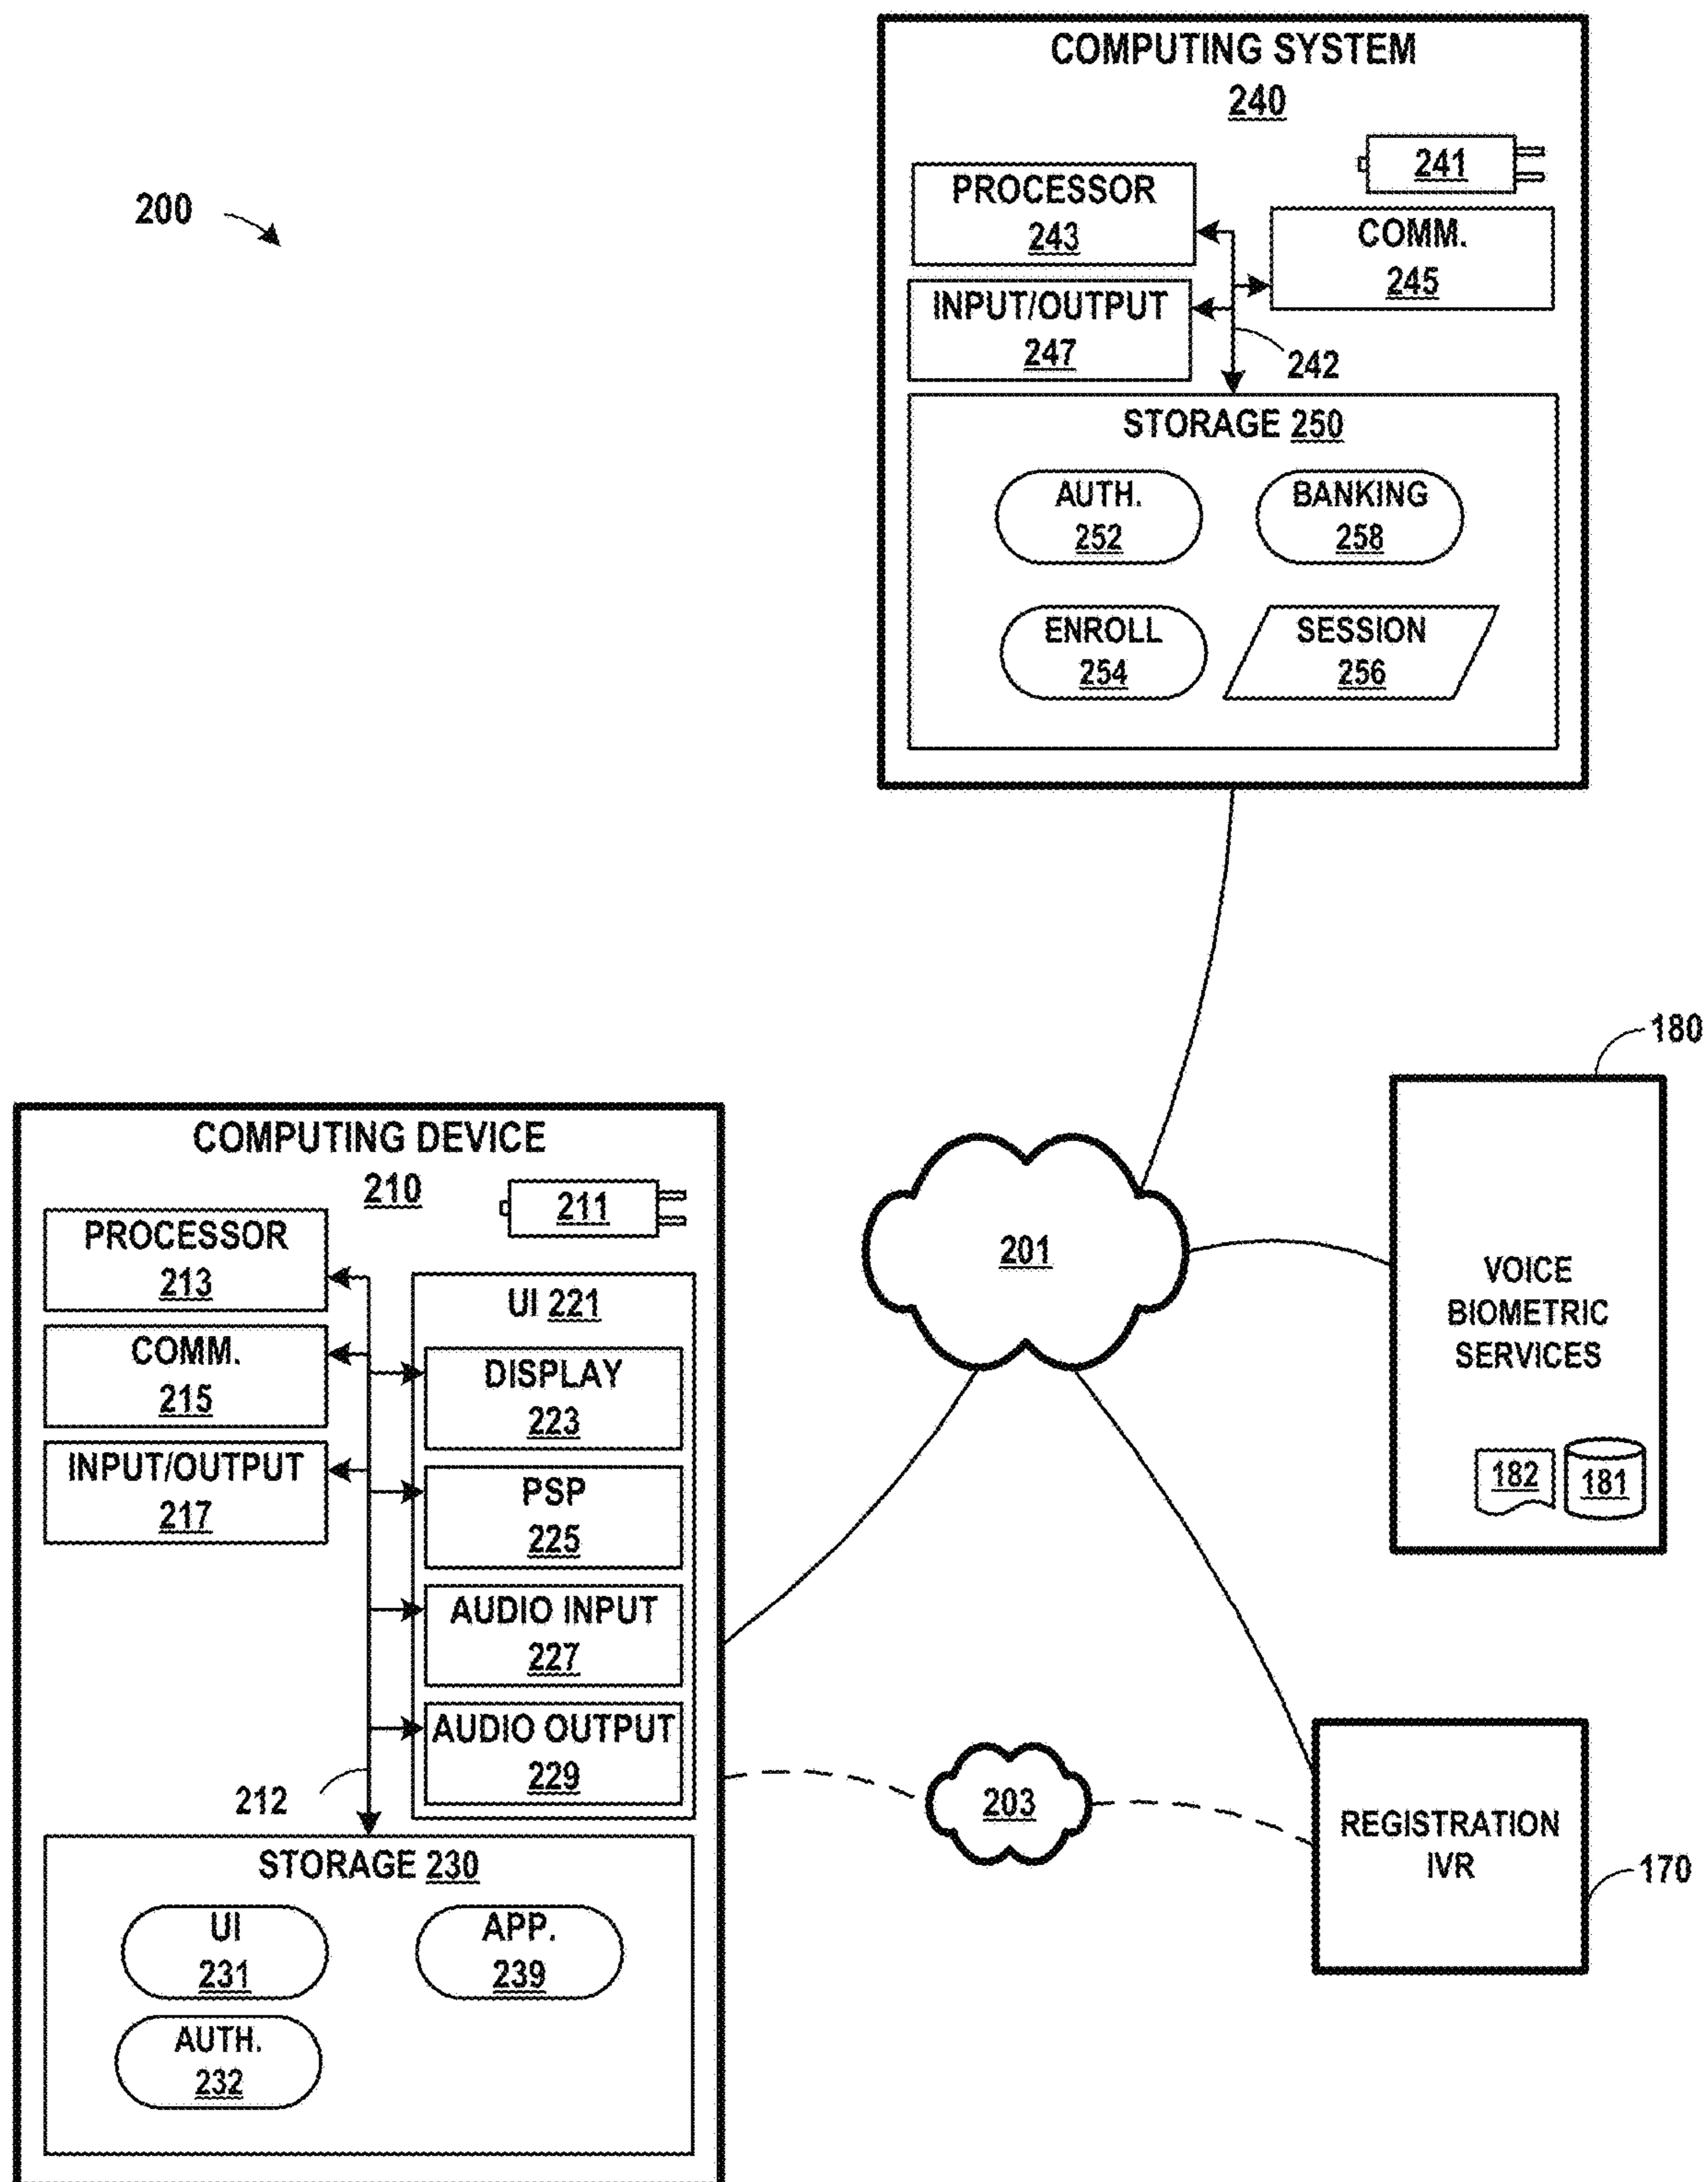 COMPUTING SYSTEM
240
241
PROCESSOR
243
COMM.
245
200
INPUT/OUTPUT
247
242
STORAGE 250
AUTH.
252
BANKING
258
ENROLL
254
SESSION
256
180
COMPUTING DEVICE
210
211
PROCESSOR
213
UI 221
COMM.
215
DISPLAY
223
INPUT/OUTPUT
217
PSP
225
AUDIO INPUT
227
AUDIO OUTPUT
229
212
STORAGE 230
UI
231
APP.
239
AUTH.
232
201
VOICE
BIOMETRIC
SERVICES
182
181
203
REGISTRATION
IVR
170